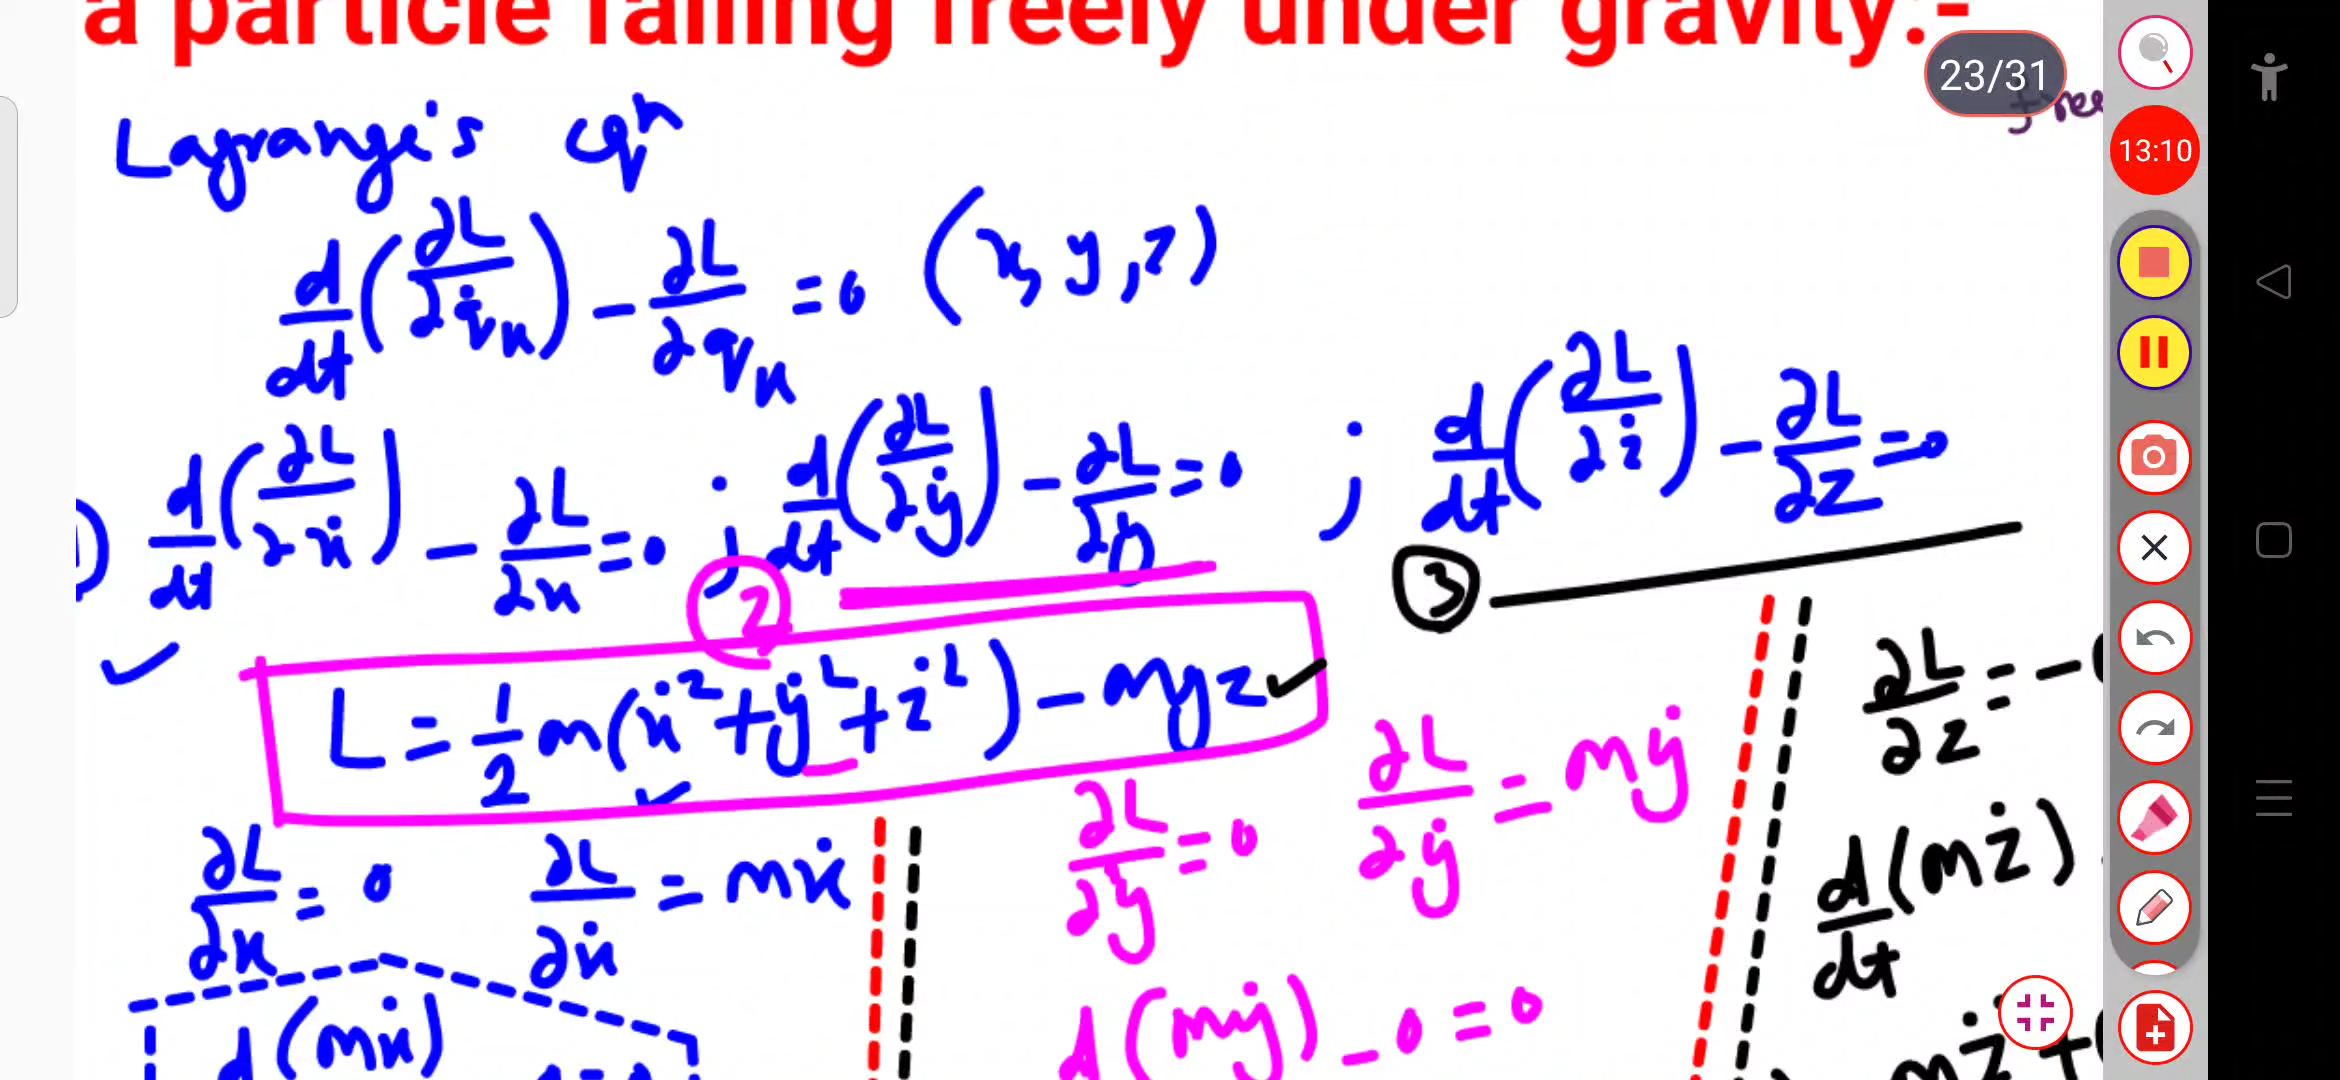 a particle falling freely under gravity:-
23/31
free
13:10
Lagrange's eqⁿ
d/dt (∂L/∂q̇ₙ) - ∂L/∂qₙ = 0 (x, y, z)
) d/dt (∂L/∂ẋ) - ∂L/∂x = 0 ; d/dt (∂L/∂ẏ) - ∂L/∂y = 0 ; d/dt (∂L/∂ż) - ∂L/∂z = 0
② ③
L = 1/2 m(ẋ² + ẏ² + ż²) - mgz
∂L/∂x = 0 ∂L/∂ẋ = mẋ
∂L/∂y = 0 ∂L/∂ẏ = mẏ
∂L/∂z = -
d/dt (mż)
d(mẋ)
d(mẏ) - 0 = 0
mz̈ +